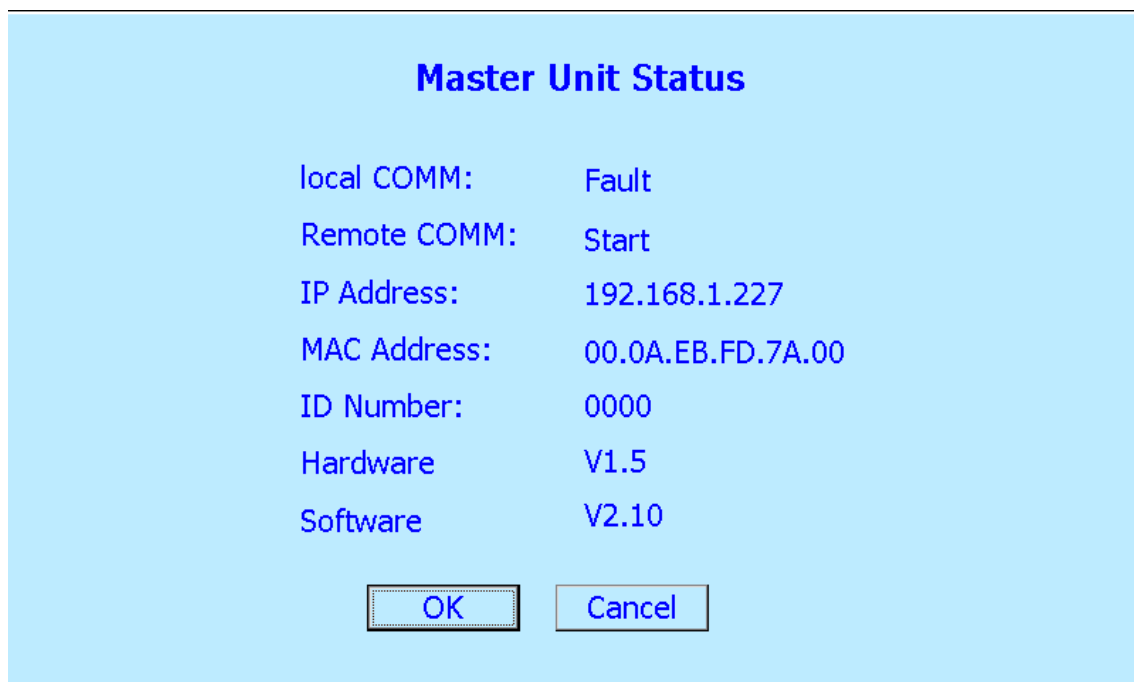 Master Unit Status
local COMM: Fault
Remote COMM: Start
IP Address: 192.168.1.227
MAC Address: 00.0A.EB.FD.7A.00
ID Number: 0000
Hardware V1.5
Software V2.10
OK Cancel